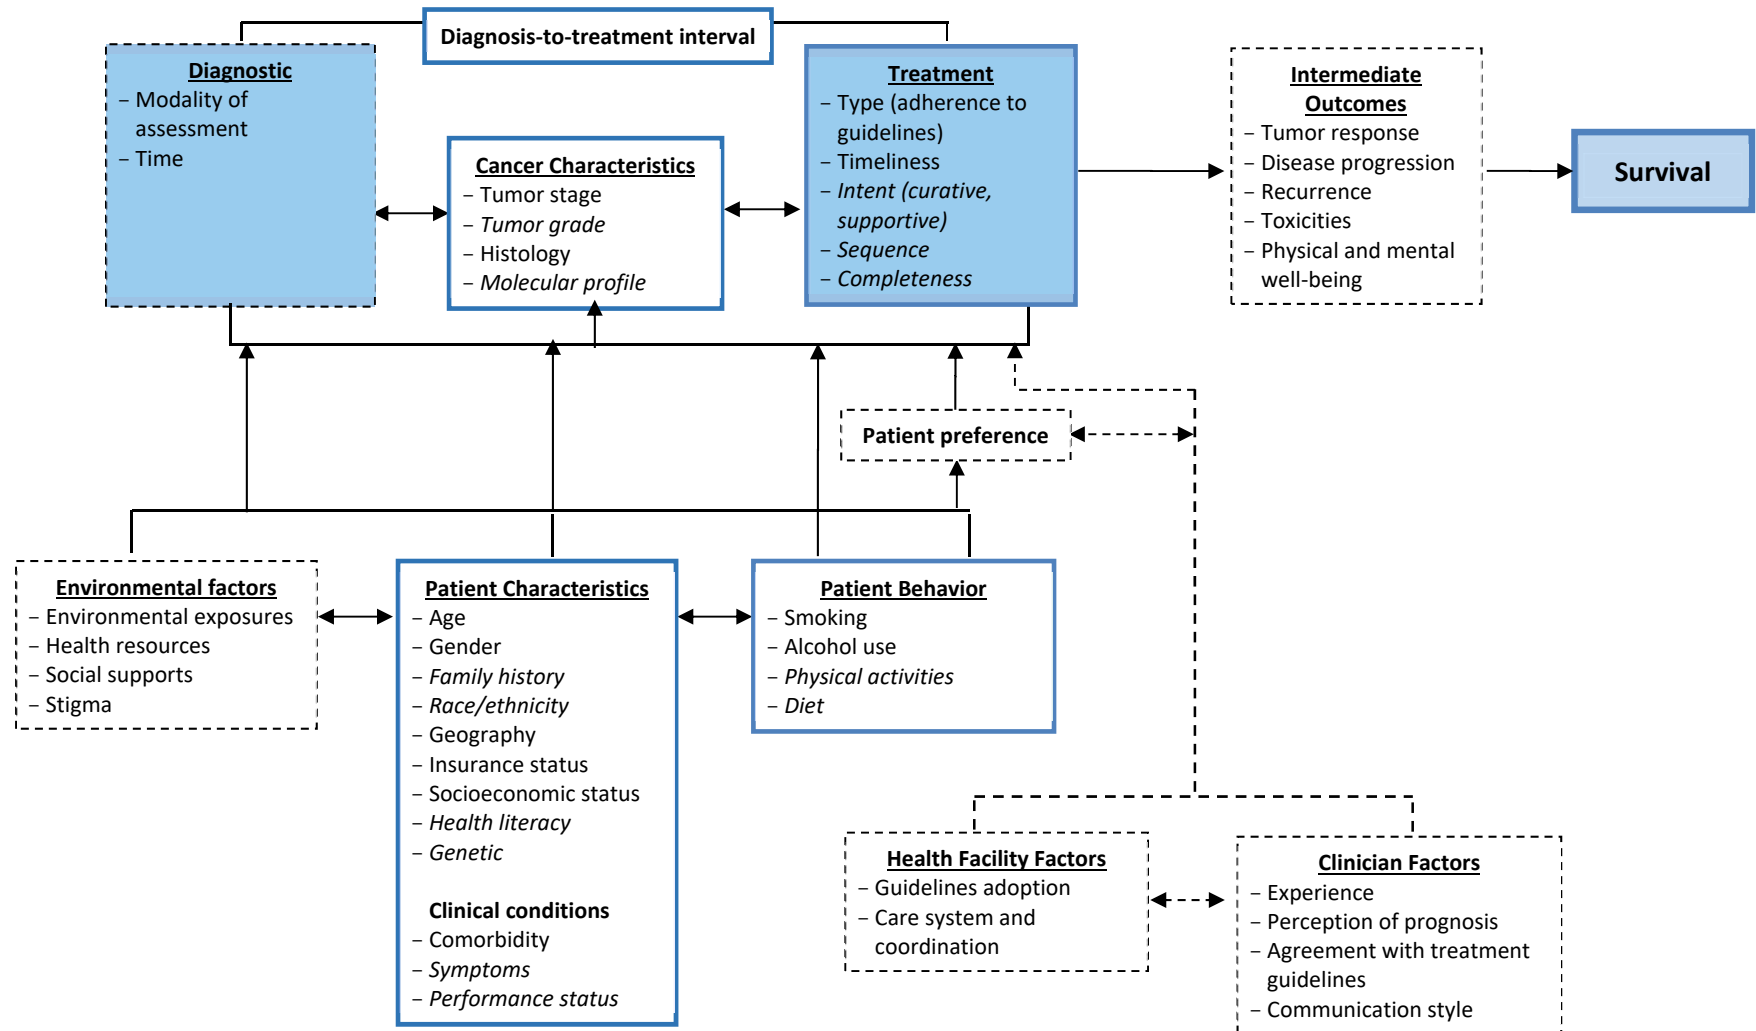 Diagnosis-to-treatment interval
Diagnostic
– Modality of
assessment
– Time
Cancer Characteristics
– Tumor stage
– Tumor grade
– Histology
– Molecular profile
Treatment
– Type (adherence to
guidelines)
– Timeliness
– Intent (curative,
supportive)
– Sequence
– Completeness
Intermediate
Outcomes
– Tumor response
– Disease progression
– Recurrence
– Toxicities
– Physical and mental
well-being
Survival
Patient preference
Environmental factors
– Environmental exposures
– Health resources
– Social supports
– Stigma
Patient Characteristics
– Age
– Gender
– Family history
– Race/ethnicity
– Geography
– Insurance status
– Socioeconomic status
– Health literacy
– Genetic
Clinical conditions
– Comorbidity
– Symptoms
– Performance status
Patient Behavior
– Smoking
– Alcohol use
– Physical activities
– Diet
Health Facility Factors
– Guidelines adoption
– Care system and
coordination
Clinician Factors
– Experience
– Perception of prognosis
– Agreement with treatment
guidelines
– Communication style